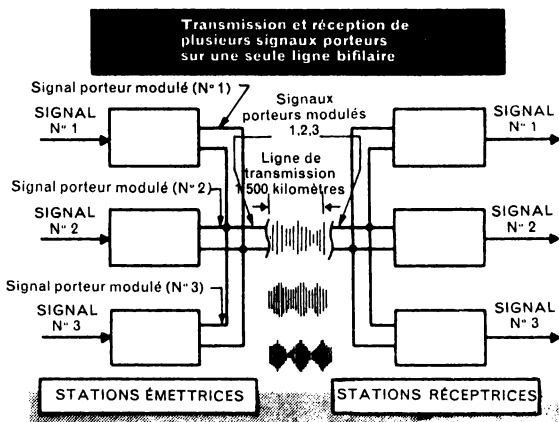 Transmission et réception de
plusieurs signaux porteurs
sur une seule ligne bifilaire
Signal porteur modulé (N° 1)
SIGNAL
N° 1
Signaux
porteurs modulés
1,2,3
SIGNAL
N° 1
Ligne de
transmission
500 kilomètres
Signal porteur modulé (N° 2)
SIGNAL
N° 2
SIGNAL
N° 2
Signal porteur modulé (N° 3)
SIGNAL
N° 3
SIGNAL
N° 3
STATIONS ÉMETTRICES
STATIONS RÉCEPTRICES